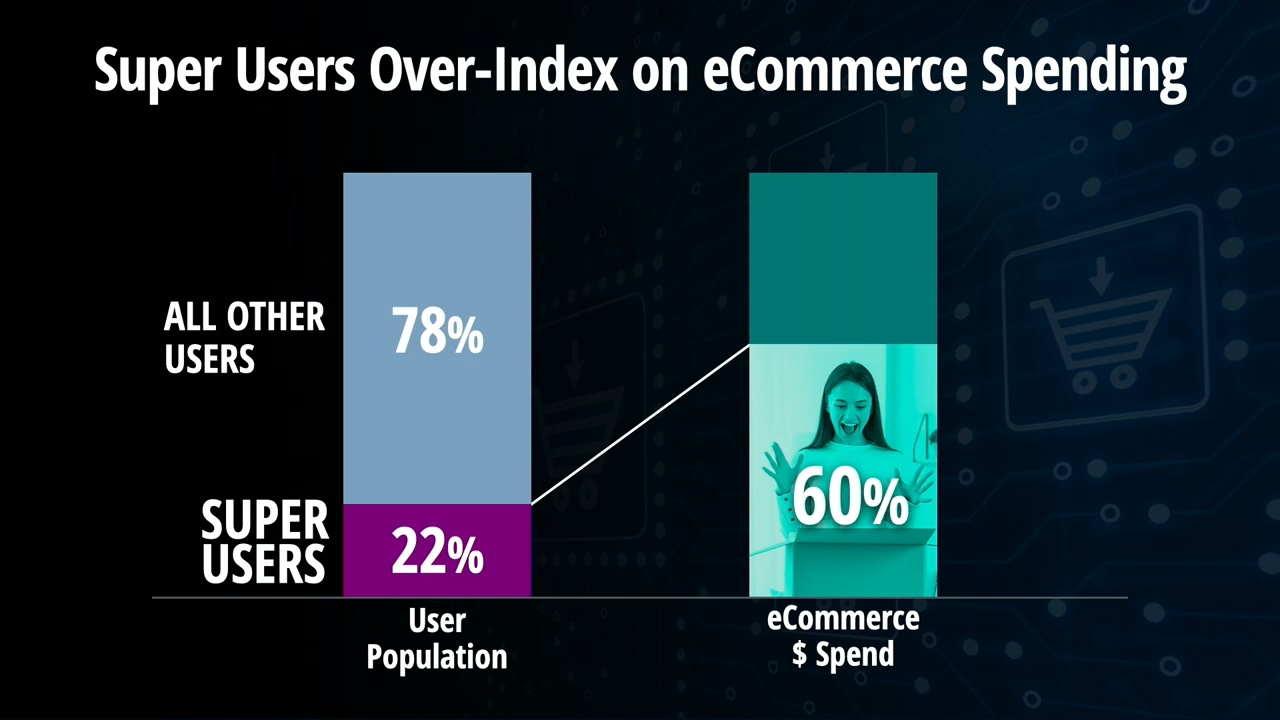 Super Users Over-Index on eCommerce Spending
ALL OTHER
USERS
78%
SUPER
USERS
22%
60%
User
Population
eCommerce
$ Spend